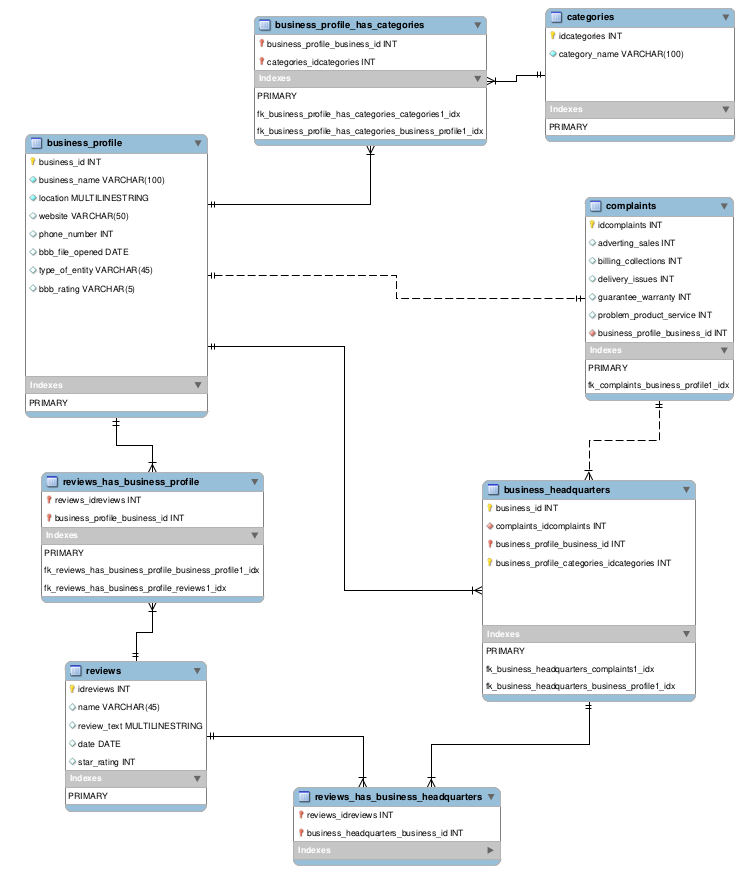 business_profile_has_categories
business_profile_business_id INT
categories_idcategories INT
Indexes
PRIMARY
fk_business_profile_has_categories_categories1_idx
fk_business_profile_has_categories_business_profile1_idx
categories
idcategories INT
category_name VARCHAR(100)
Indexes
PRIMARY
business_profile
business_id INT
business_name VARCHAR(100)
location MULTILINESTRING
website VARCHAR(50)
phone_number INT
bbb_file_opened DATE
type_of_entity VARCHAR(45)
bbb_rating VARCHAR(5)
Indexes
PRIMARY
complaints
idcomplaints INT
adverting_sales INT
billing_collections INT
delivery_issues INT
guarantee_warranty INT
problem_product_service INT
business_profile_business_id INT
Indexes
PRIMARY
fk_complaints_business_profile1_idx
reviews_has_business_profile
reviews_idreviews INT
business_profile_business_id INT
Indexes
PRIMARY
fk_reviews_has_business_profile_business_profile1_idx
fk_reviews_has_business_profile_reviews1_idx
business_headquarters
business_id INT
complaints_idcomplaints INT
business_profile_business_id INT
business_profile_categories_idcategories INT
Indexes
PRIMARY
fk_business_headquarters_complaints1_idx
fk_business_headquarters_business_profile1_idx
reviews
idreviews INT
name VARCHAR(45)
review_text MULTILINESTRING
date DATE
star_rating INT
Indexes
PRIMARY
reviews_has_business_headquarters
reviews_idreviews INT
business_headquarters_business_id INT
Indexes